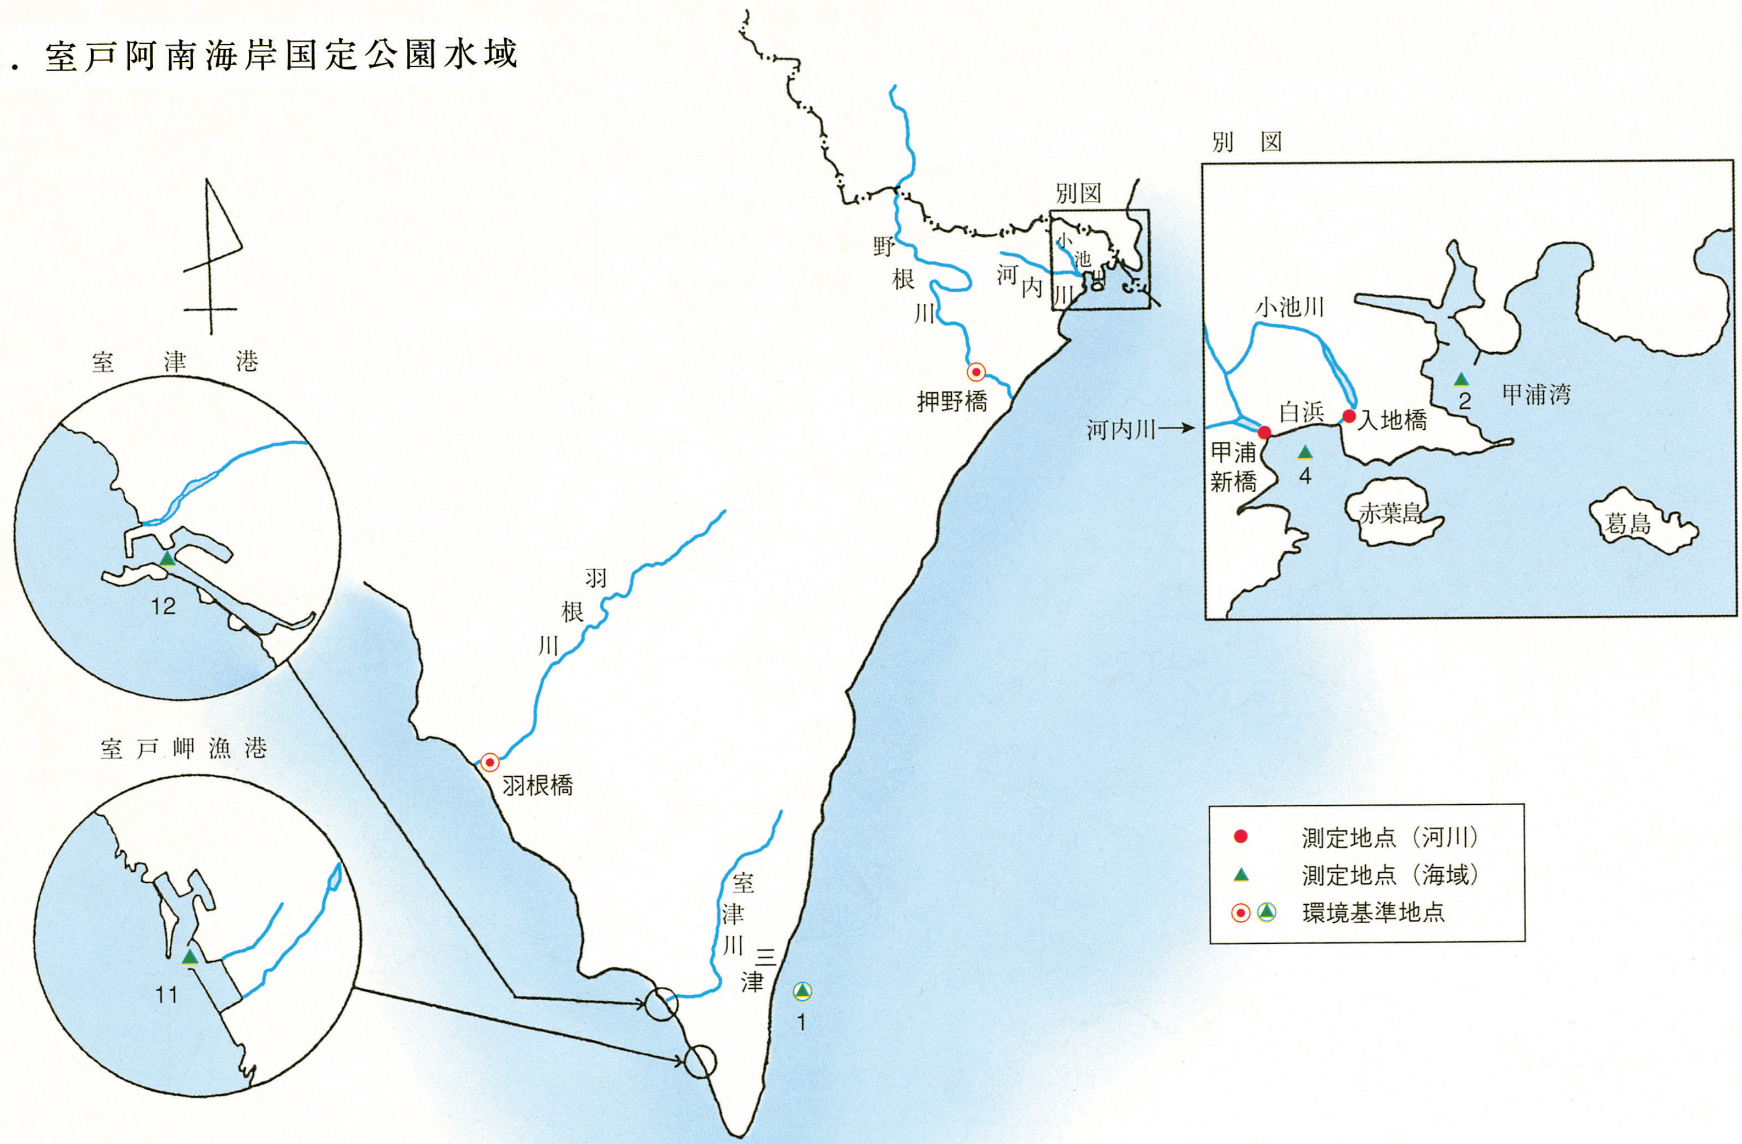 . 室戸阿南海岸国定公園水域
別図
小池川
河内川
野根川
押野橋
別図
小池川
河内川→
白浜
入地橋
甲浦
新橋
2
甲浦湾
4
赤葉島
葛島
室津港
12
羽根川
羽根橋
室戸岬漁港
11
室津川
三津
1
測定地点（河川）
測定地点（海域）
環境基準地点